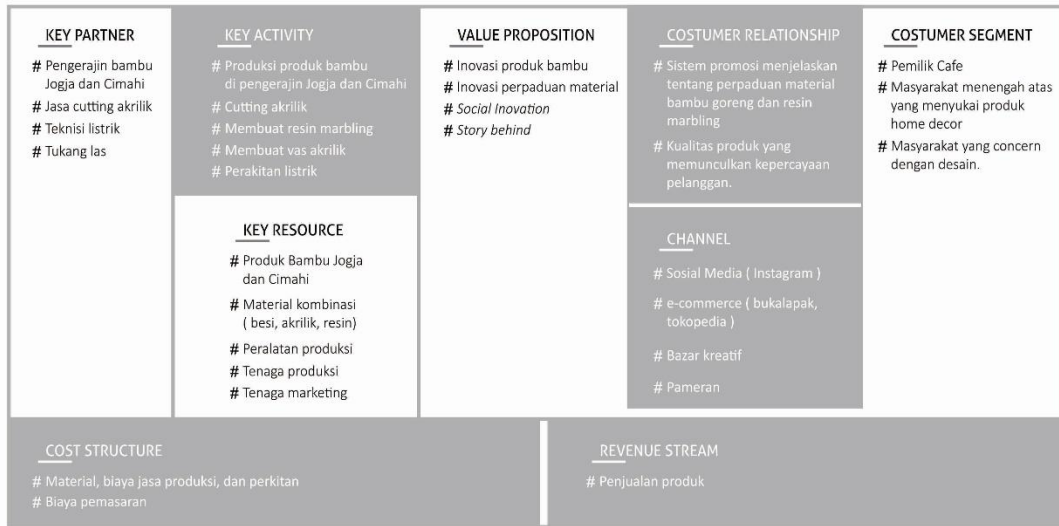 KEY PARTNER
# Pengerajin bambu
Jogja dan Cimahi
# Jasa cutting akrilik
# Teknisi listrik
# Tukang las
KEY ACTIVITY
# Produksi produk bambu
di pengerajin Jogja dan Cimahi
# Cutting akrilik
# Membuat resin marbling
# Membuat vas akrilik
# Perakitan listrik
KEY RESOURCE
# Produk Bambu Jogja
dan Cimahi
# Material kombinasi
( besi, akrilik, resin)
# Peralatan produksi
# Tenaga produksi
# Tenaga marketing
VALUE PROPOSITION
# Inovasi produk bambu
# Inovasi perpaduan material
# Social Inovation
# Story behind
COSTUMER RELATIONSHIP
# Sistem promosi menjelaskan
tentang perpaduan material
bambu goreng dan resin
marbling
# Kualitas produk yang
memunculkan kepercayaan
pelanggan.
CHANNEL
# Sosial Media ( Instagram )
# e-commerce ( bukalapak,
tokopedia )
# Bazar kreatif
# Pameran
COSTUMER SEGMENT
# Pemilik Cafe
# Masyarakat menengah atas
yang menyukai produk
home decor
# Masyarakat yang concern
dengan desain.
COST STRUCTURE
# Material, biaya jasa produksi, dan perkitan
# Biaya pemasaran
REVENUE STREAM
# Penjualan produk